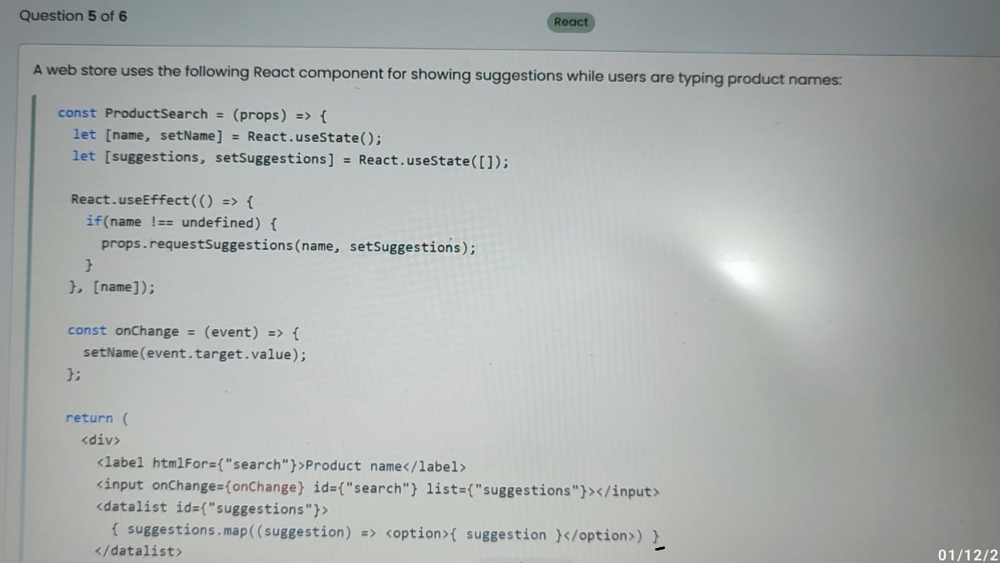 Question 5 of 6
React
A web store uses the following React component for showing suggestions while users are typing product names:
const ProductSearch = (props) => {
let [name, setName] = React.useState();
let [suggestions, setSuggestions] = React.useState([]);
React.useEffect(() => {
if(name !== undefined) {
props.requestSuggestions(name, setSuggestions);
}
}, [name]);
const onChange = (event) => {
setName(event.target.value);
};
return (
<div>
<label htmlFor={"search"}>Product name</label>
<input onChange={onChange} id={"search"} list={"suggestions"}></input>
<datalist id={"suggestions"}>
{ suggestions.map((suggestion) => <option>{ suggestion }</option>) }
</datalist>
01/12/2